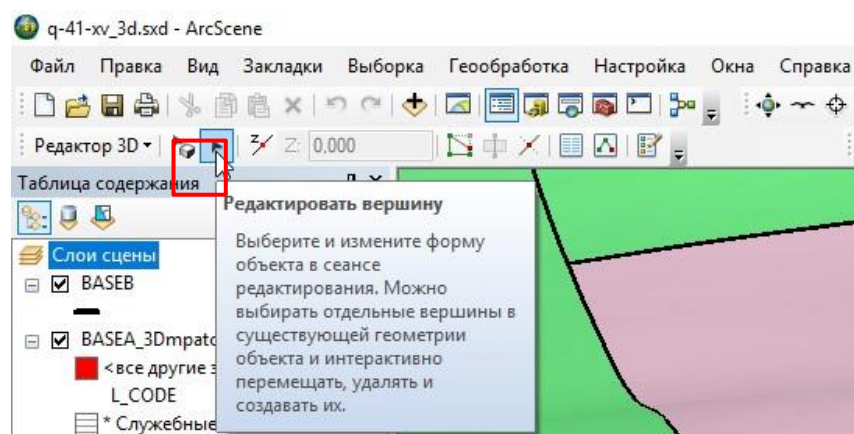 q-41-xv_3d.sxd - ArcScene
Файл Правка Вид Закладки Выборка Геообработка Настройка Окна Справка
Редактор 3D Z: 0,000
Таблица содержания
Редактировать вершину
Выберите и измените форму
объекта в сеансе
редактирования. Можно
выбирать отдельные вершины в
существующей геометрии
объекта и интерактивно
перемещать, удалять и
создавать их.
Слои сцены
BASEB
BASEA_3Dmpatc
<все другие з
L_CODE
* Служебные